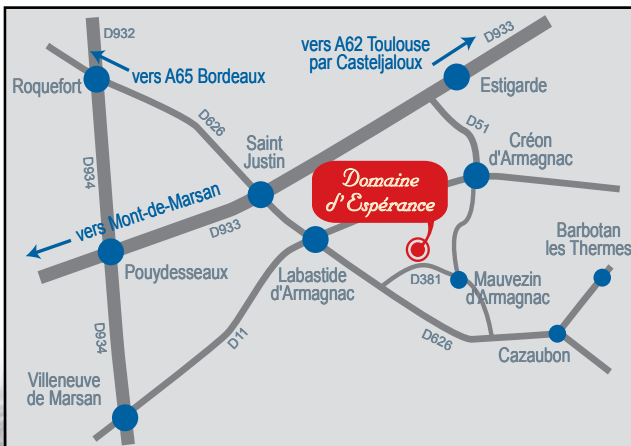 D932
D933
vers A62 Toulouse
par Casteljaloux
vers A65 Bordeaux
Roquefort
Estigarde
D626
D51
Saint
Justin
Créon
d'Armagnac
D934
Domaine
d'Espérance
vers Mont-de-Marsan
D933
Barbotan
les Thermes
Pouydesseaux
Labastide
d'Armagnac
D381
Mauvezin
d'Armagnac
D934
D11
D626
Cazaubon
Villeneuve
de Marsan